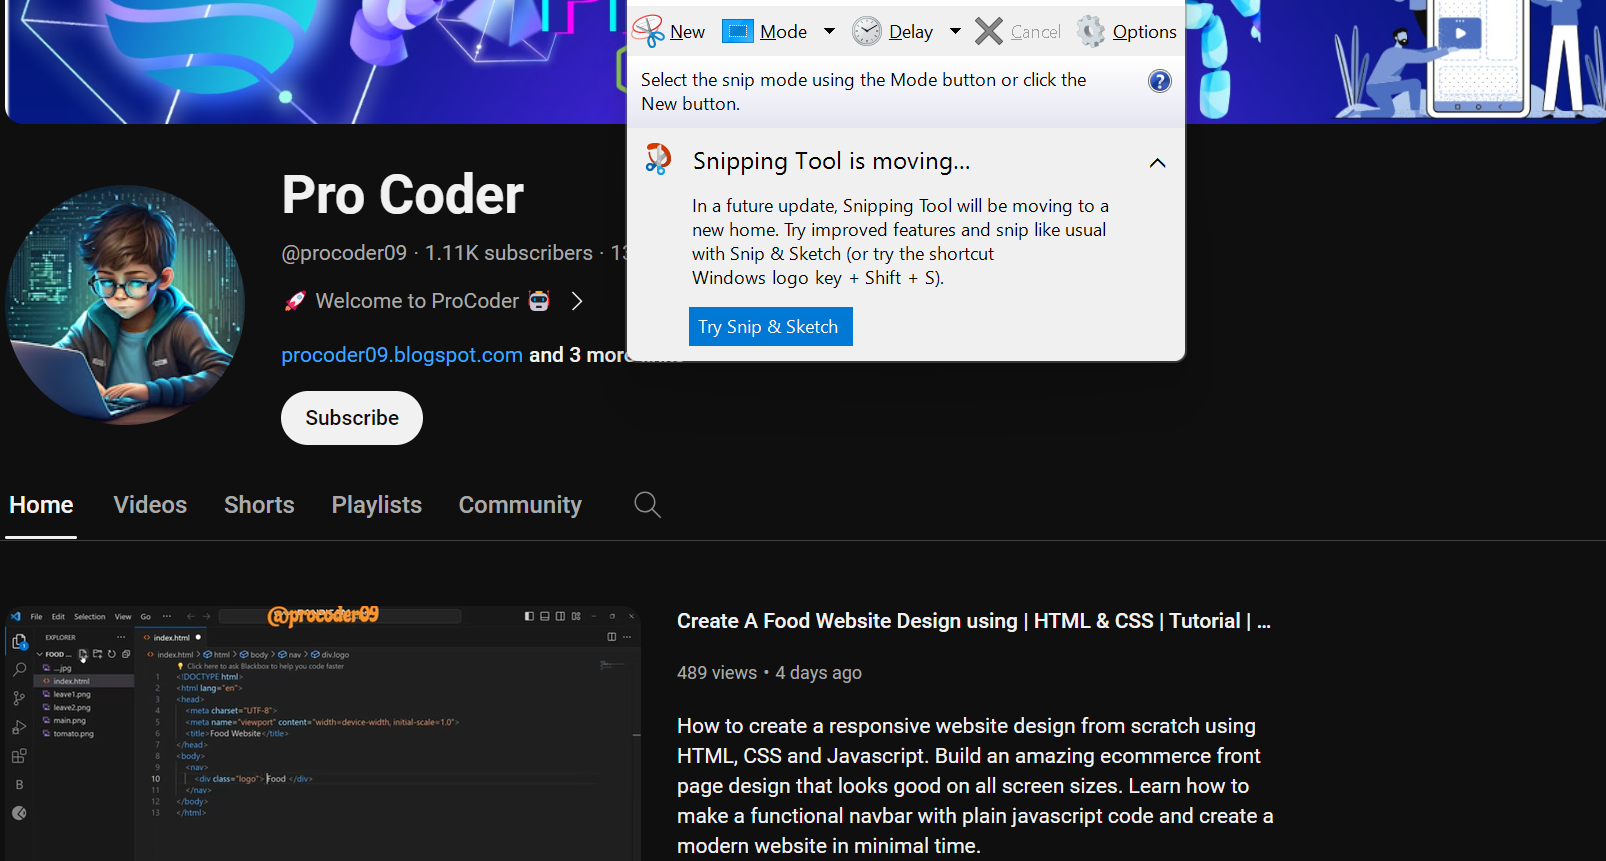 New
Mode
Delay
Cancel
Options
Select the snip mode using the Mode button or click the
New button.
Snipping Tool is moving...
In a future update, Snipping Tool will be moving to a
new home. Try improved features and snip like usual
with Snip & Sketch (or try the shortcut
Windows logo key + Shift + S).
Try Snip & Sketch
Pro Coder
@procoder09 · 1.11K subscribers ·
Welcome to ProCoder
procoder09.blogspot.com and 3 more links
Subscribe
Home
Videos
Shorts
Playlists
Community
File Edit Selection View Go ...
@procoder09
EXPLORER ...
index.html
FOOD ...
...jpg
index.html
leave1.png
leave2.png
main.png
tomato.png
index.html > html > body > nav > div.logo
Click here to ask Blackbox to help you code faster
1 <!DOCTYPE html>
2 <html lang="en">
3 <head>
4 <meta charset="UTF-8">
5 <meta name="viewport" content="width=device-width, initial-scale=1.0">
6 <title>Food Website</title>
7 </head>
8 <body>
9 <nav>
10 <div class="logo"> Food </div>
11 </nav>
12 </body>
13 </html>
Create A Food Website Design using | HTML & CSS | Tutorial | ...
489 views • 4 days ago
How to create a responsive website design from scratch using
HTML, CSS and Javascript. Build an amazing ecommerce front
page design that looks good on all screen sizes. Learn how to
make a functional navbar with plain javascript code and create a
modern website in minimal time.